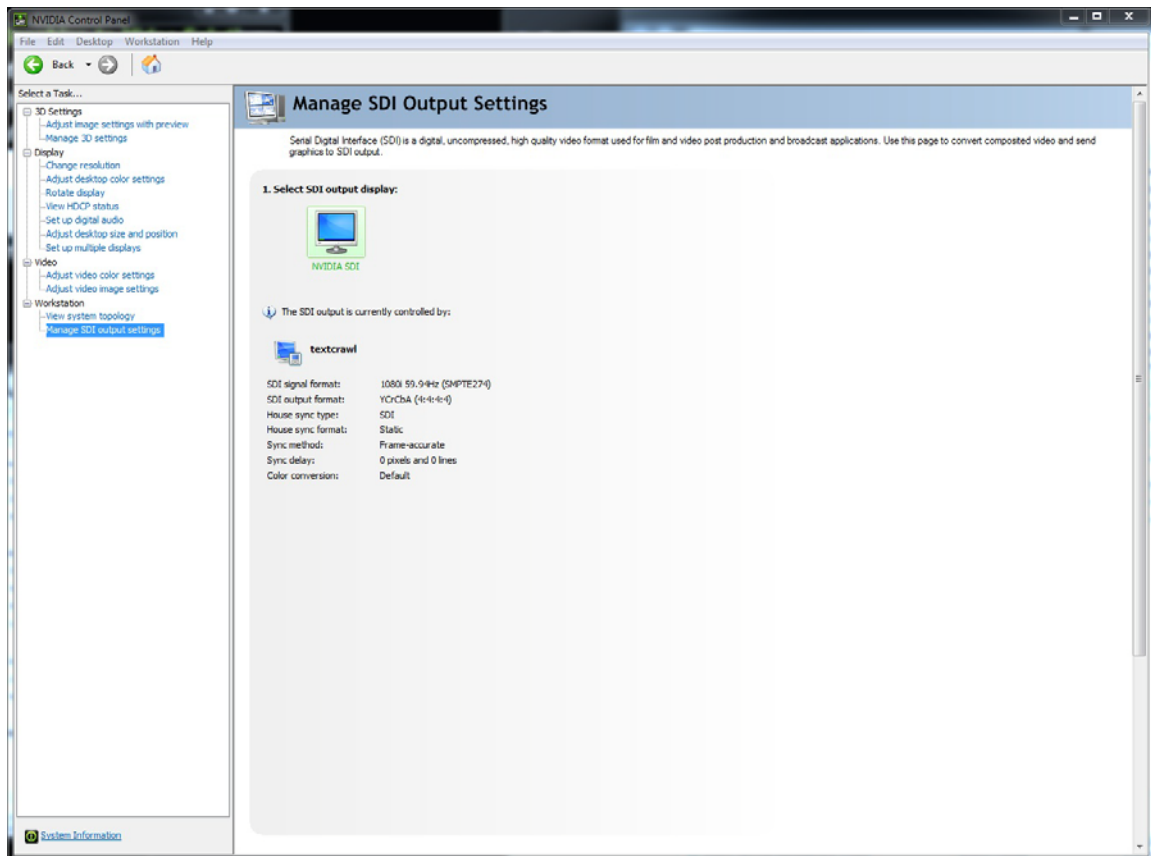 NVIDIA Control Panel
File Edit Desktop Workstation Help
Back
Select a Task...
3D Settings
Adjust image settings with preview
Manage 3D settings
Display
Change resolution
Adjust desktop color settings
Rotate display
View HDCP status
Set up digital audio
Adjust desktop size and position
Set up multiple displays
Video
Adjust video color settings
Adjust video image settings
Workstation
View system topology
Manage SDI output settings
System Information
Manage SDI Output Settings
Serial Digital Interface (SDI) is a digital, uncompressed, high quality video format used for film and video post production and broadcast applications. Use this page to convert composited video and send
graphics to SDI output.
1. Select SDI output display:
NVIDIA SDI
The SDI output is currently controlled by:
textcrawl
SDI signal format: 1080i 59.94Hz (SMPTE274)
SDI output format: YCrCbA (4:4:4:4)
House sync type: SDI
House sync format: Static
Sync method: Frame-accurate
Sync delay: 0 pixels and 0 lines
Color conversion: Default